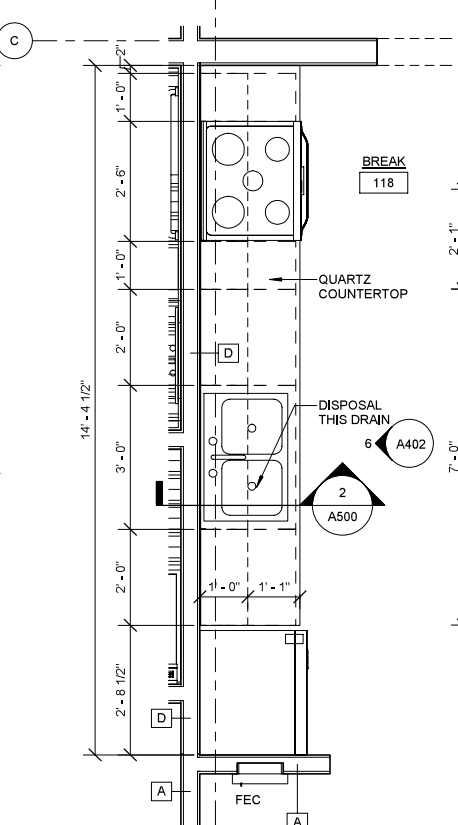 C
2"
1' - 0"
BREAK
118
2' - 6"
2' - 1"
1' - 0"
QUARTZ
COUNTERTOP
2' - 0"
D
14' - 4 1/2"
DISPOSAL
THIS DRAIN
6
A402
3' - 0"
7' - 0"
2
A500
2' - 0"
1' - 0"
1' - 1"
2' - 8 1/2"
D
A
FEC
A